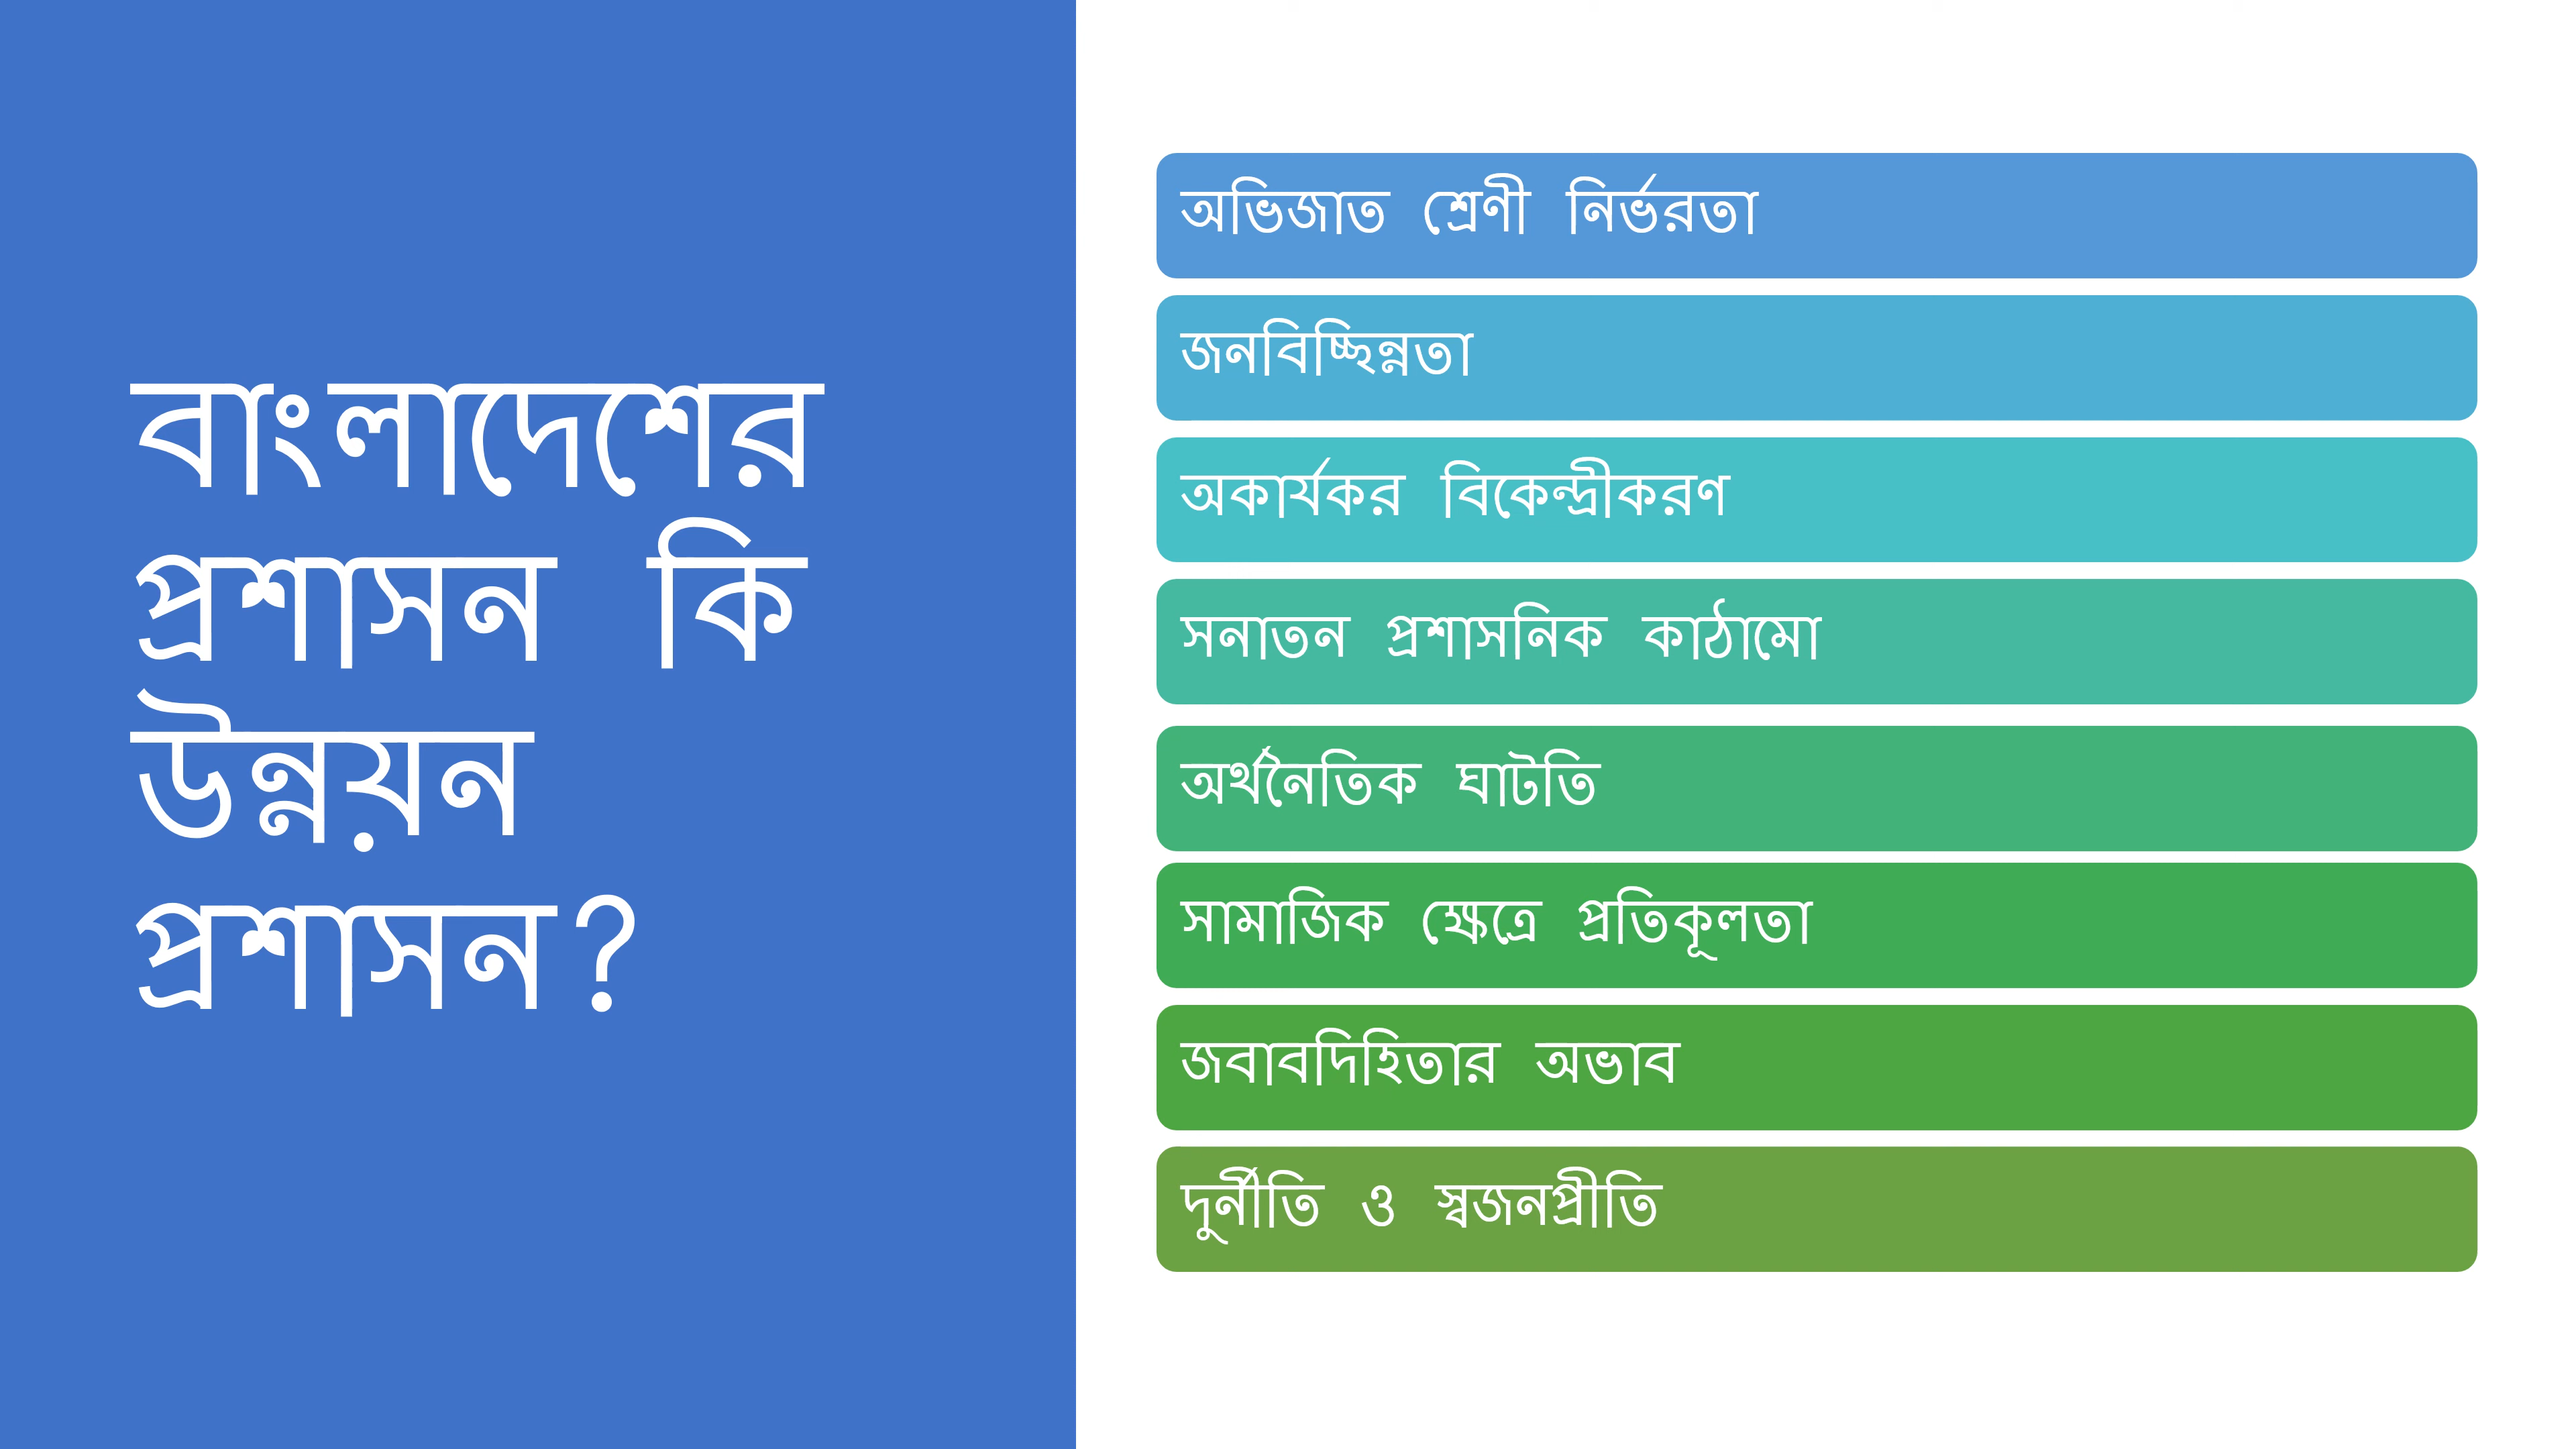 বাংলাদেশের
প্রশাসন কি
উন্নয়ন
প্রশাসন?
অভিজাত শ্রেণী নির্ভরতা
জনবিচ্ছিন্নতা
অকার্যকর বিকেন্দ্রীকরণ
সনাতন প্রশাসনিক কাঠামো
অর্থনৈতিক ঘাটতি
সামাজিক ক্ষেত্রে প্রতিকূলতা
জবাবদিহিতার অভাব
দুর্নীতি ও স্বজনপ্রীতি